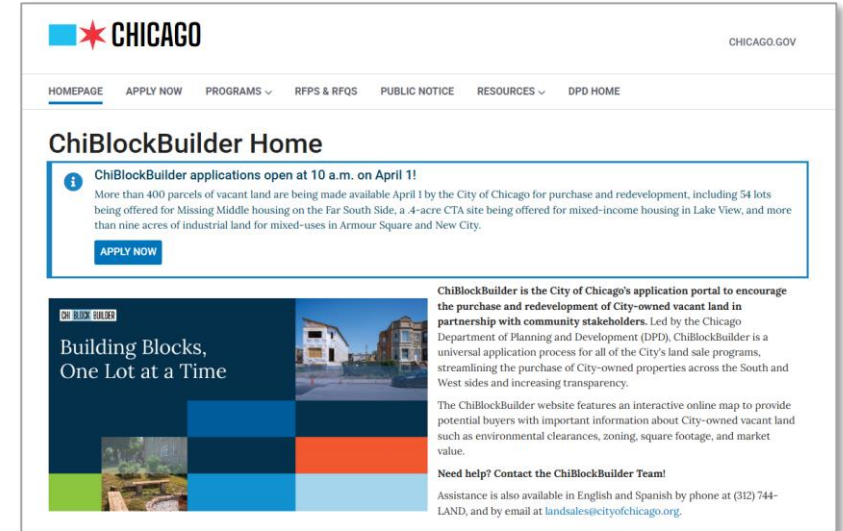 CHICAGO
CHICAGO.GOV
HOMEPAGE APPLY NOW PROGRAMS RFPS & RFQS PUBLIC NOTICE RESOURCES DPD HOME
ChiBlockBuilder Home
ChiBlockBuilder applications open at 10 a.m. on April 1!
More than 400 parcels of vacant land are being made available April 1 by the City of Chicago for purchase and redevelopment, including 54 lots
being offered for Missing Middle housing on the Far South Side, a .4-acre CTA site being offered for mixed-income housing in Lake View, and more
than nine acres of industrial land for mixed-uses in Armour Square and New City.
APPLY NOW
CHI BLOCK BUILDER
Building Blocks,
One Lot at a Time
ChiBlockBuilder is the City of Chicago's application portal to encourage
the purchase and redevelopment of City-owned vacant land in
partnership with community stakeholders. Led by the Chicago
Department of Planning and Development (DPD), ChiBlockBuilder is a
universal application process for all of the City's land sale programs,
streamlining the purchase of City-owned properties across the South and
West sides and increasing transparency.
The ChiBlockBuilder website features an interactive online map to provide
potential buyers with important information about City-owned vacant land
such as environmental clearances, zoning, square footage, and market
value.
Need help? Contact the ChiBlockBuilder Team!
Assistance is also available in English and Spanish by phone at (312) 744-
LAND, and by email at landsales@cityofchicago.org.